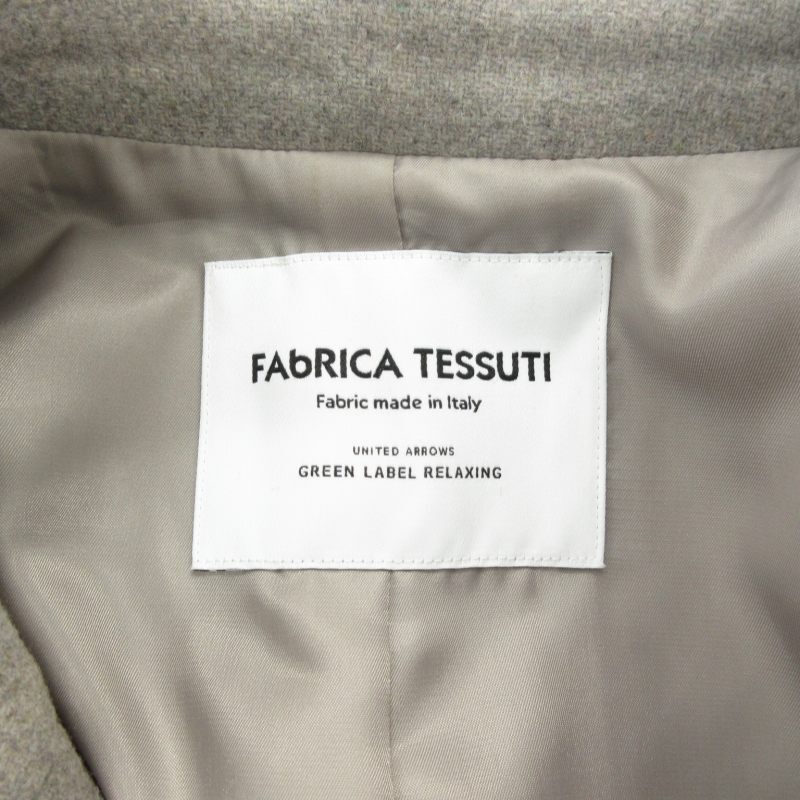 FAbRICA TESSUTI
Fabric made in Italy
UNITED ARROWS
GREEN LABEL RELAXING